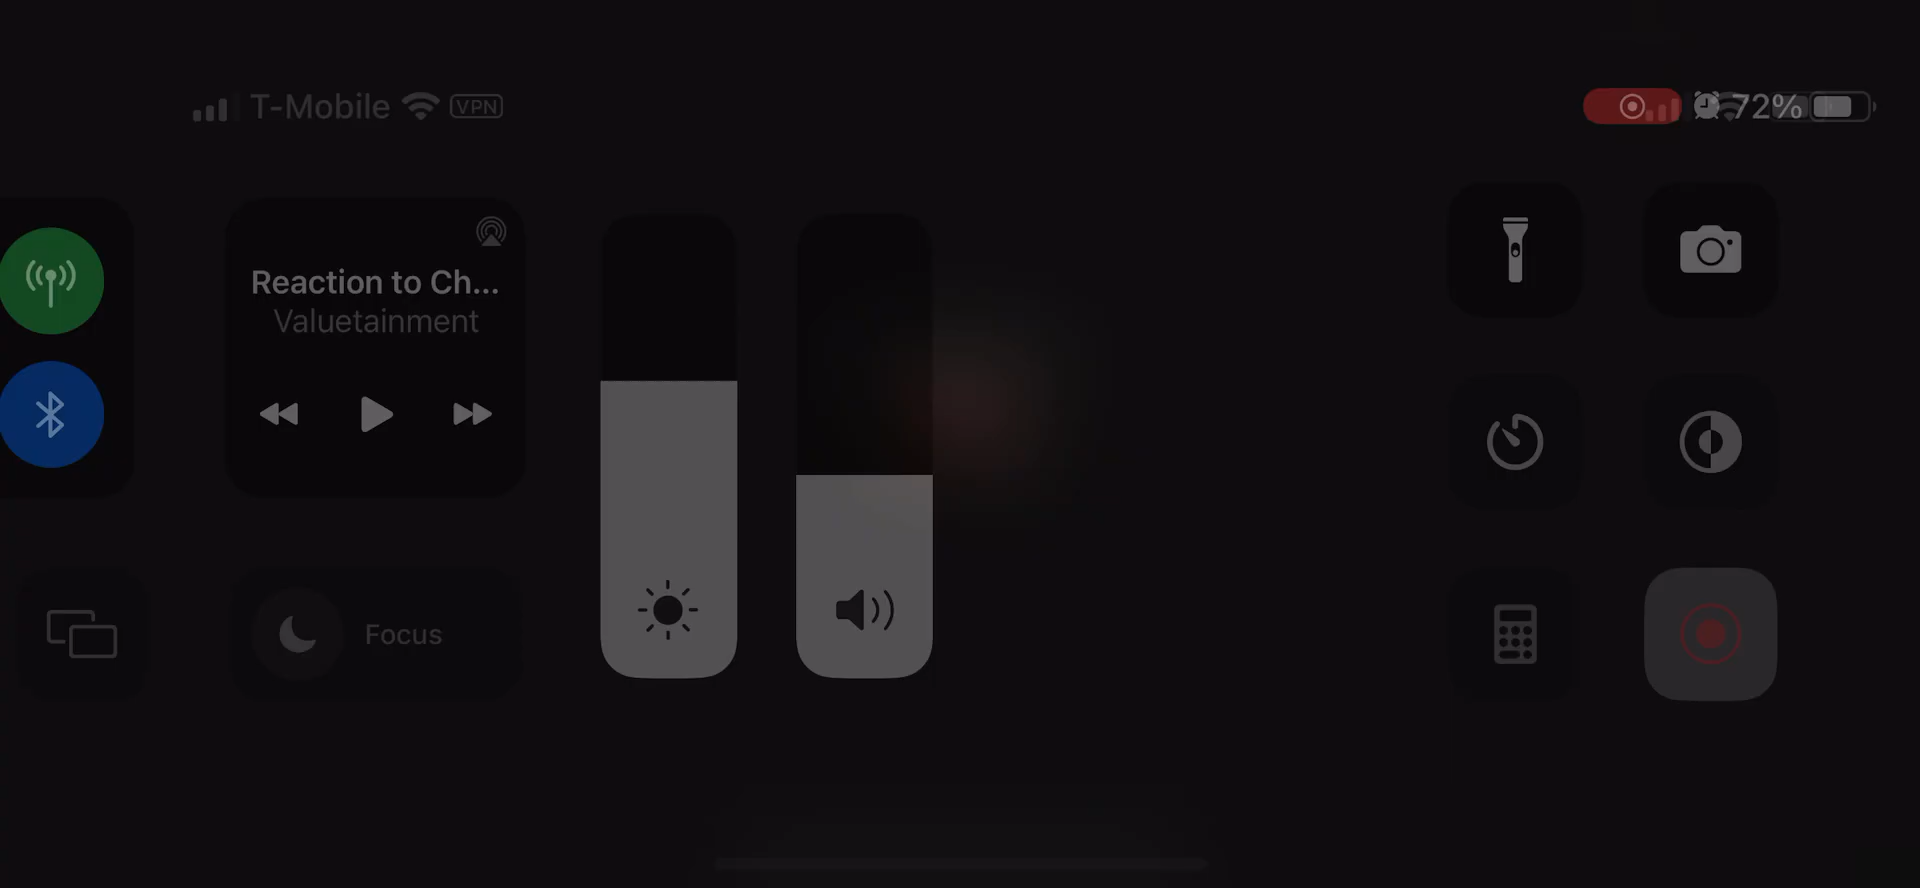 T-Mobile VPN
72%
Reaction to Ch...
Valuetainment
Focus